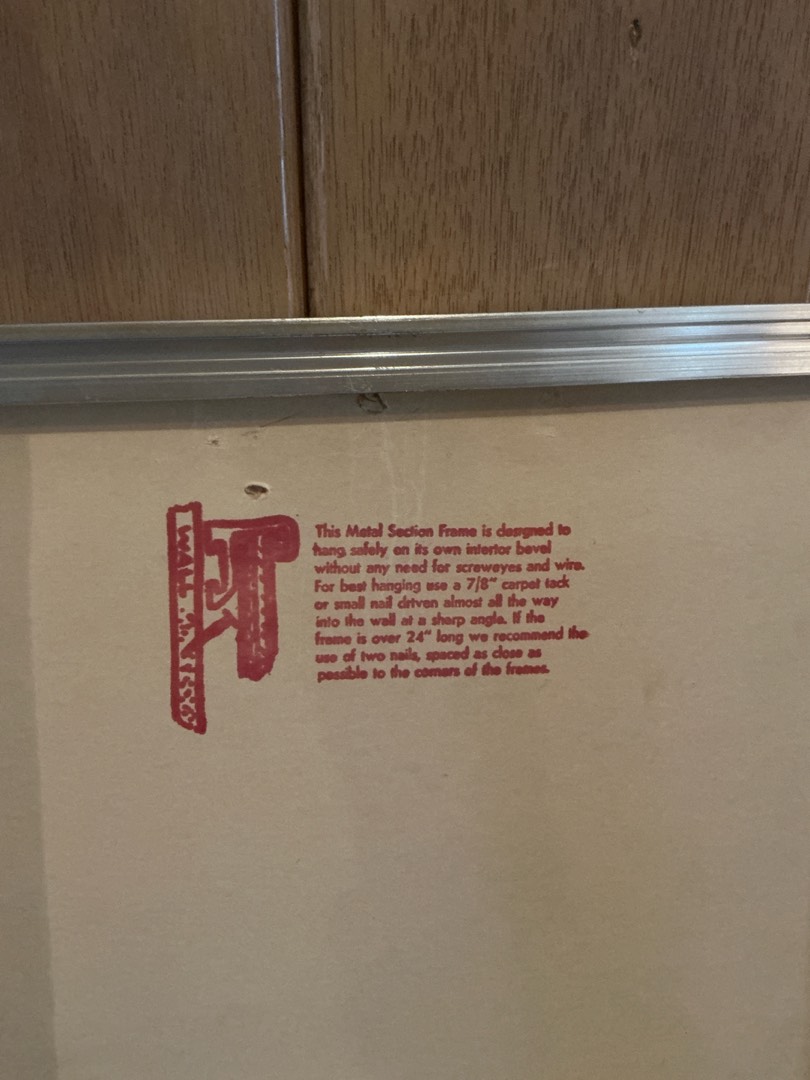 WALL
This Metal Section Frame is designed to
hang safely on its own interior bevel
without any need for screweyes and wire.
For best hanging use a 7/8" carpet tack
or small nail driven almost all the way
into the wall at a sharp angle. If the
frame is over 24" long we recommend the
use of two nails, spaced as close as
possible to the corners of the frames.